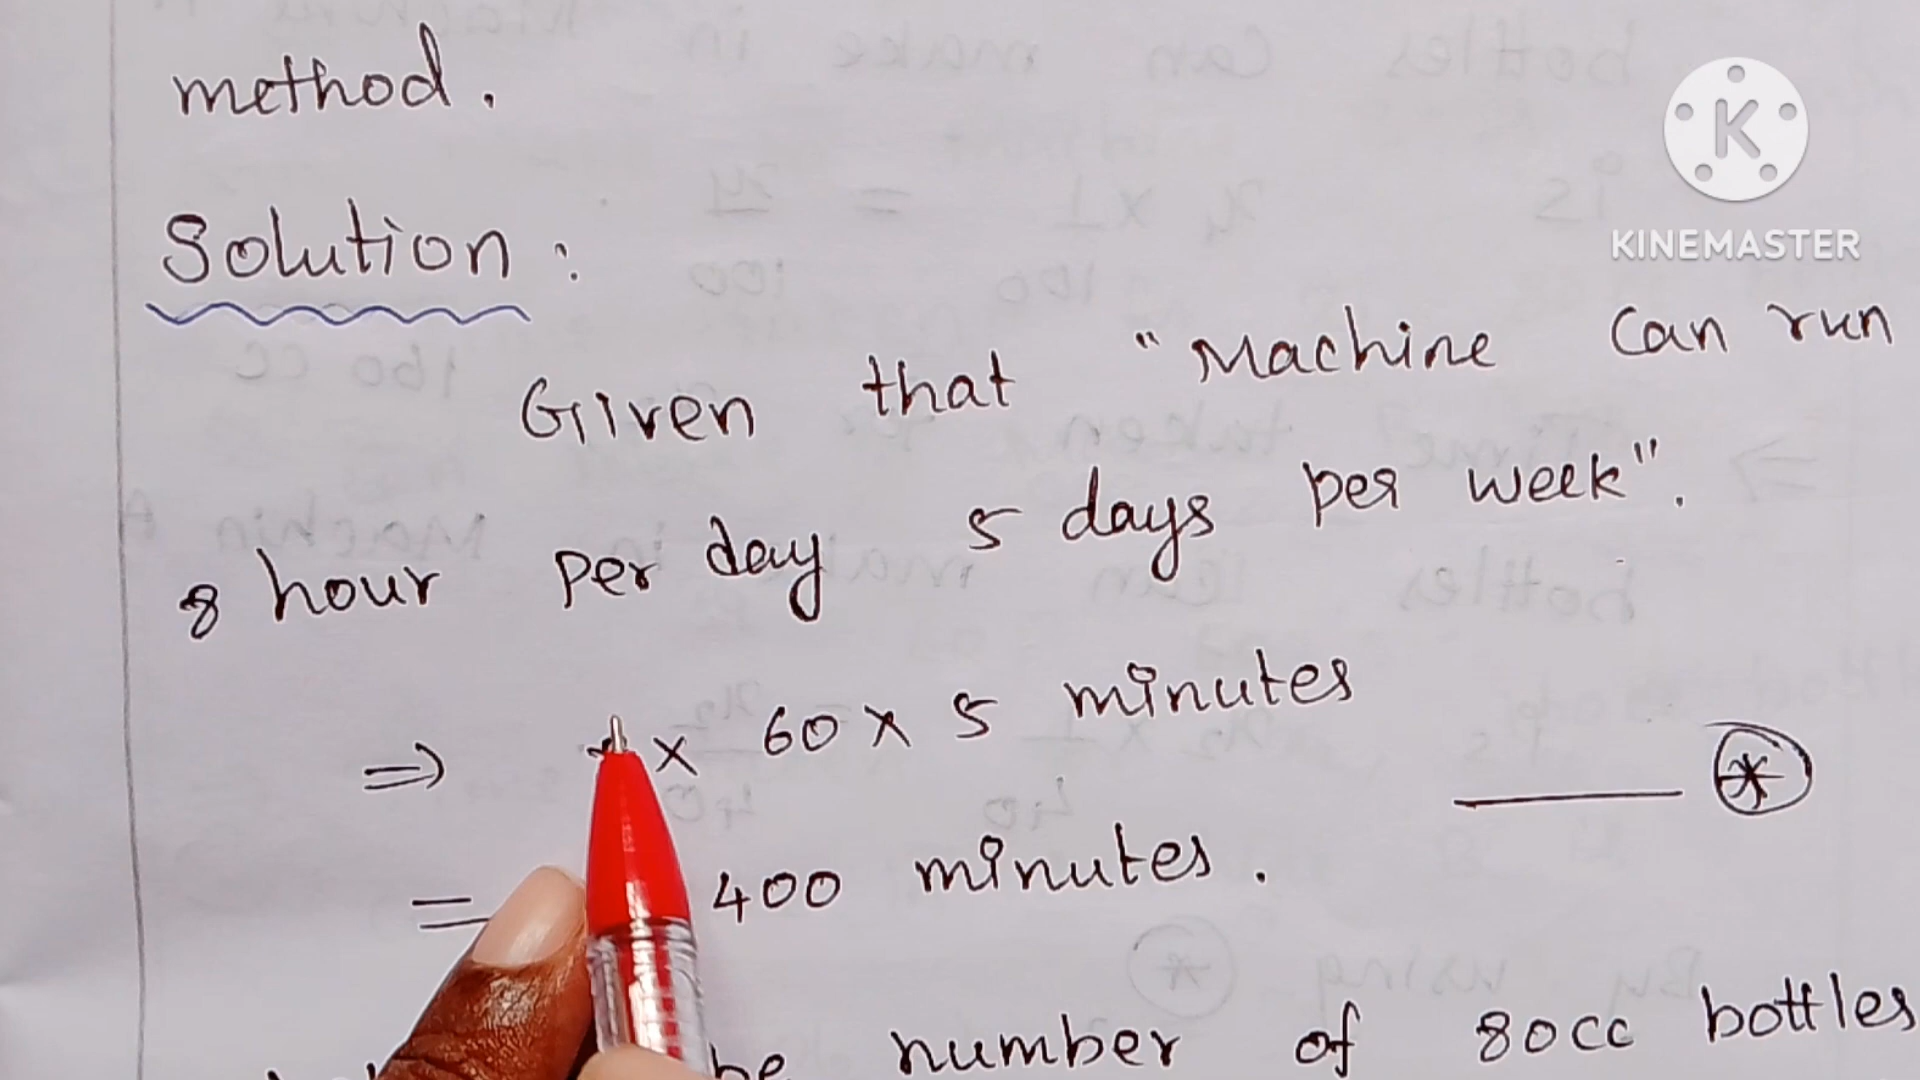 method.
Solution :
Given that "Machine can run
8 hour per day 5 days per week".
⇒ × 60 × 5 minutes
= 400 minutes.
be number of 80cc bottles
K
KINEMASTER